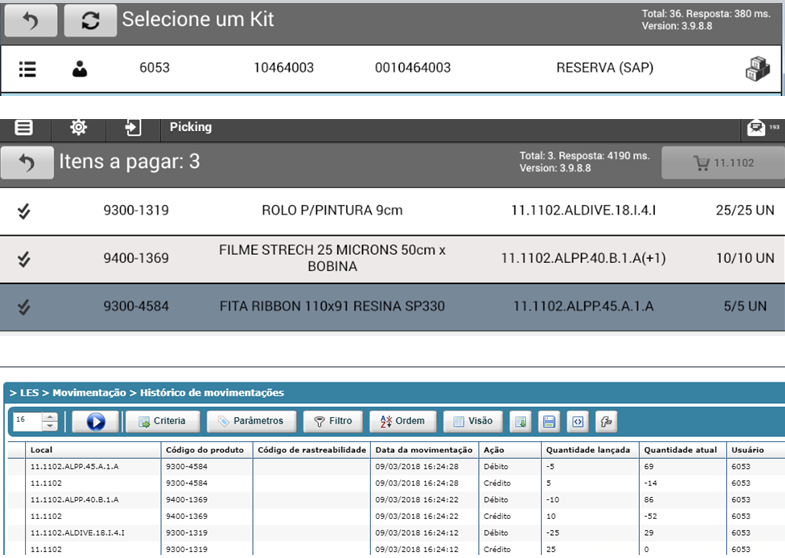 Selecione um Kit
Total: 36. Resposta: 380 ms.
Version: 3.9.8.8
6053 10464003 0010464003 RESERVA (SAP)
Picking 193
Itens a pagar: 3
Total: 3. Resposta: 4190 ms.
Version: 3.9.8.8
11.1102
9300-1319 ROLO P/PINTURA 9cm 11.1102.ALDIVE.18.I.4.I 25/25 UN
9400-1369 FILME STRECH 25 MICRONS 50cm x BOBINA 11.1102.ALPP.40.B.1.A(+1) 10/10 UN
9300-4584 FITA RIBBON 110x91 RESINA SP330 11.1102.ALPP.45.A.1.A 5/5 UN
> LES > Movimentação > Histórico de movimentações
16 Criteria Parámetros Filtro Ordem Visão
Local Código do produto Código de rastreabilidade Data da movimentação Ação Quantidade lançada Quantidade atual Usuário
11.1102.ALPP.45.A.1.A 9300-4584 09/03/2018 16:24:28 Débito -5 69 6053
11.1102 9300-4584 09/03/2018 16:24:28 Crédito 5 -14 6053
11.1102.ALPP.40.B.1.A 9400-1369 09/03/2018 16:24:22 Débito -10 86 6053
11.1102 9400-1369 09/03/2018 16:24:22 Crédito 10 -52 6053
11.1102.ALDIVE.18.I.4.I 9300-1319 09/03/2018 16:24:12 Débito -25 29 6053
11.1102 9300-1319 09/03/2018 16:24:12 Crédito 25 0 6053